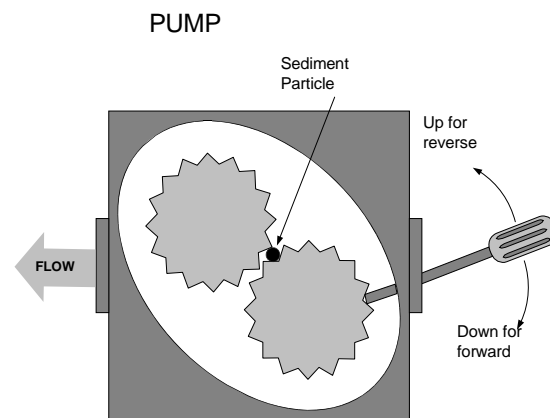 PUMP
Sediment
Particle
Up for
reverse
FLOW
Down for
forward